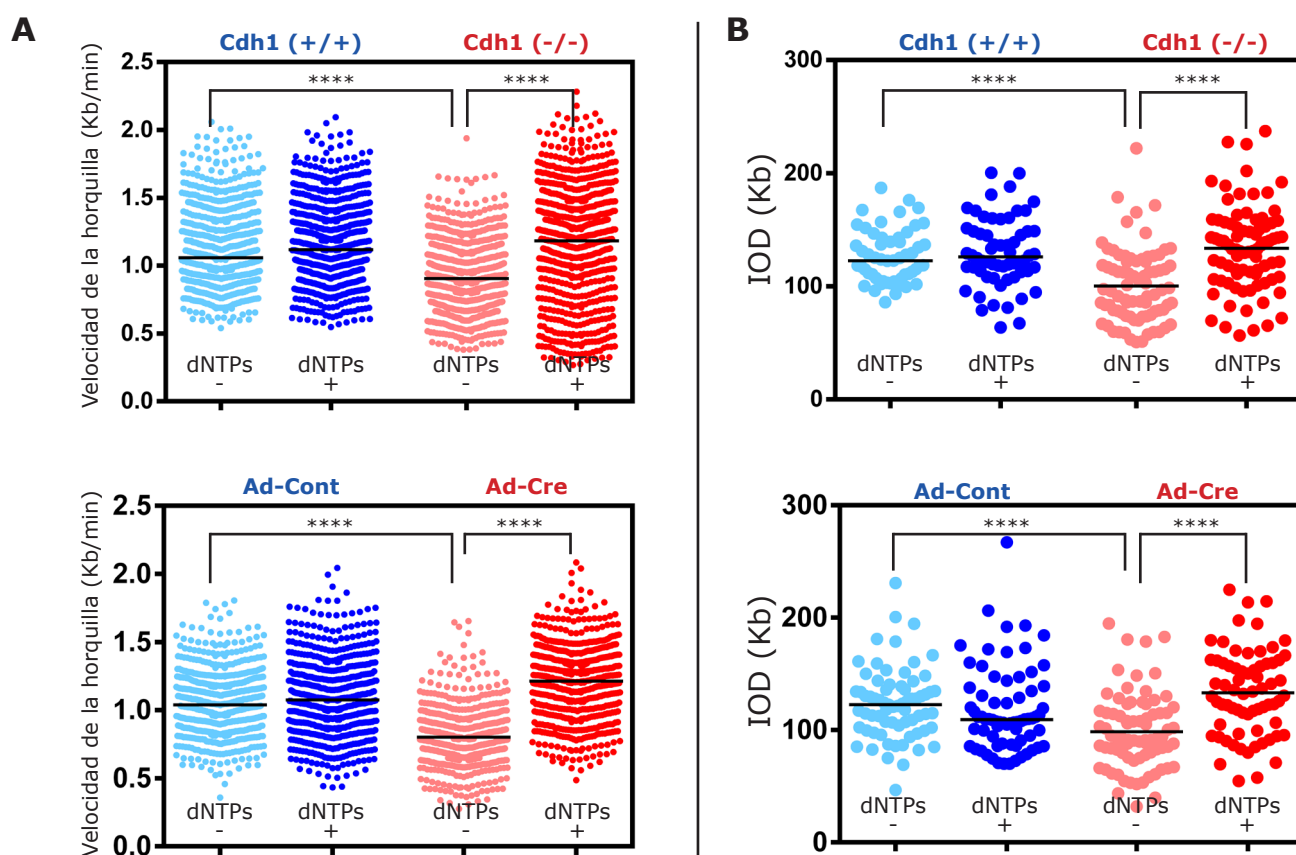 A
Cdh1 (+/+) Cdh1 (-/-)
Velocidad de la horquilla (Kb/min)
2.5
2.0
1.5
1.0
0.5
0.0
**** ****
dNTPs dNTPs dNTPs dNTPs
- + - +
Ad-Cont Ad-Cre
Velocidad de la horquilla (Kb/min)
2.5
2.0
1.5
1.0
0.5
0.0
**** ****
dNTPs dNTPs dNTPs dNTPs
- + - +
B
Cdh1 (+/+) Cdh1 (-/-)
IOD (Kb)
300
200
100
0
**** ****
dNTPs dNTPs dNTPs dNTPs
- + - +
Ad-Cont Ad-Cre
IOD (Kb)
300
200
100
0
**** ****
dNTPs dNTPs dNTPs dNTPs
- + - +